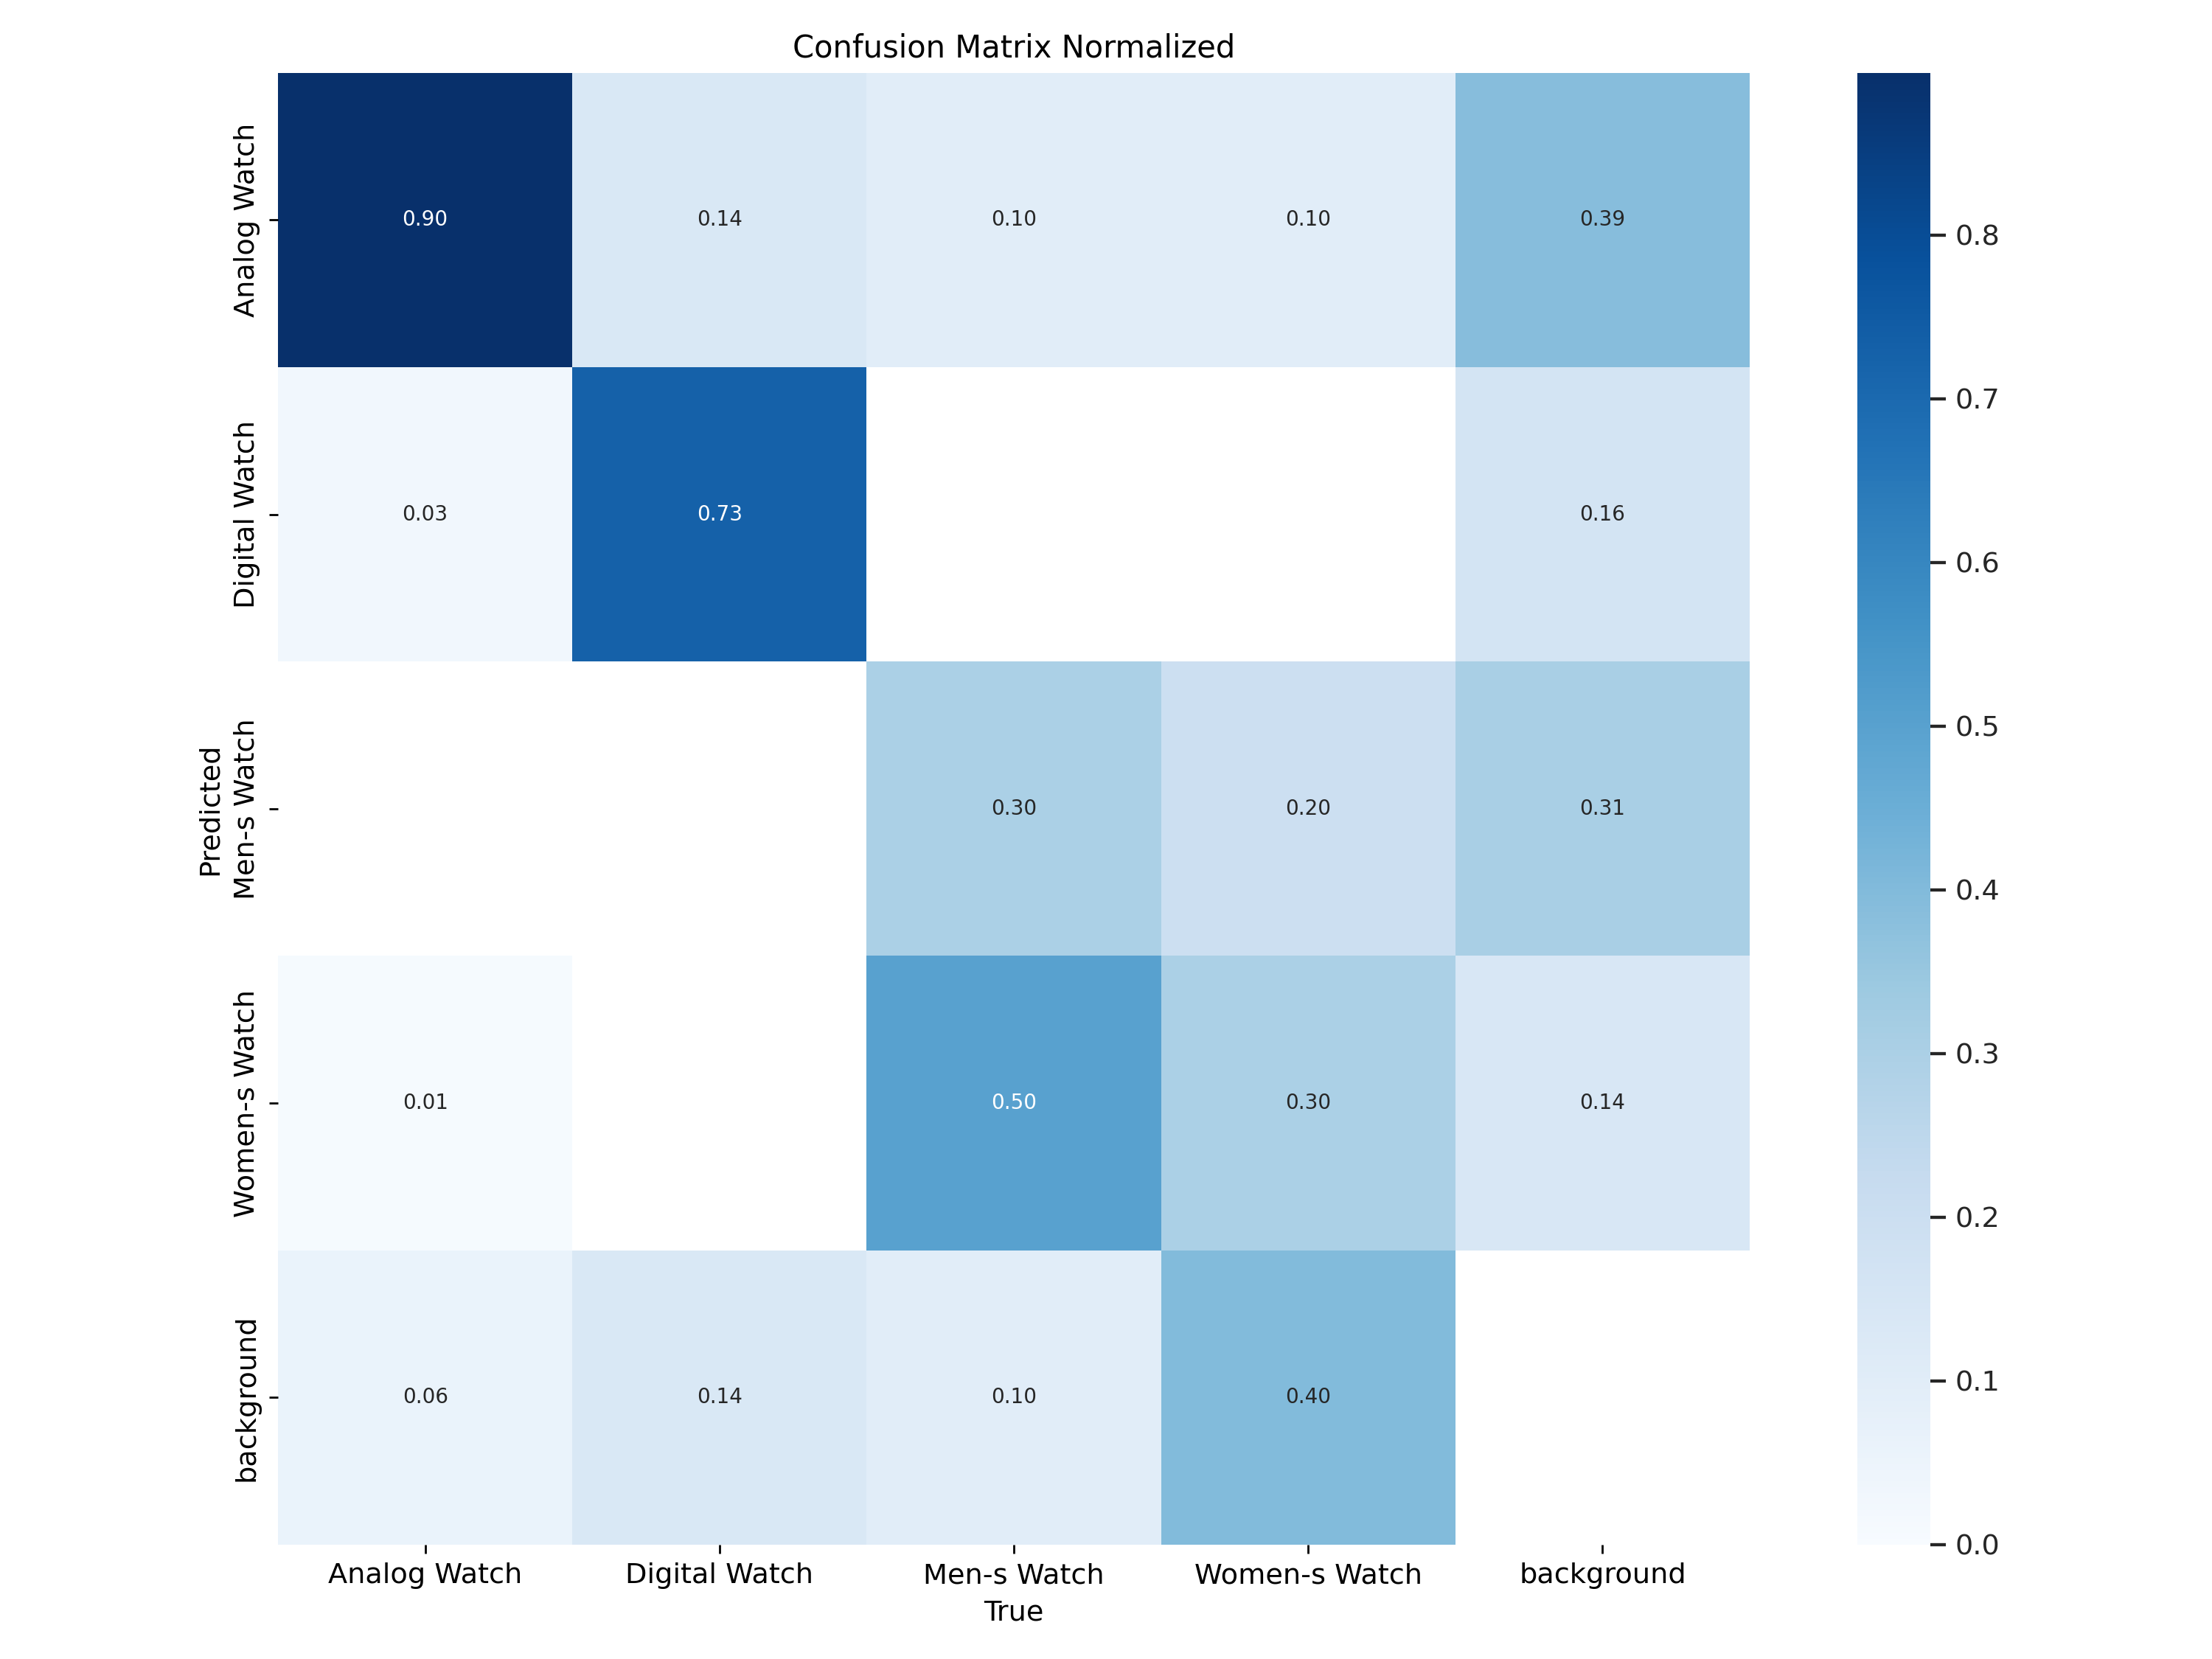 Confusion Matrix Normalized
Analog Watch
0.90
0.14
0.10
0.10
0.39
Digital Watch
0.03
0.73
0.16
Predicted
Men-s Watch
0.30
0.20
0.31
Women-s Watch
0.01
0.50
0.30
0.14
background
0.06
0.14
0.10
0.40
Analog Watch
Digital Watch
Men-s Watch
Women-s Watch
background
True
0.8
0.7
0.6
0.5
0.4
0.3
0.2
0.1
0.0